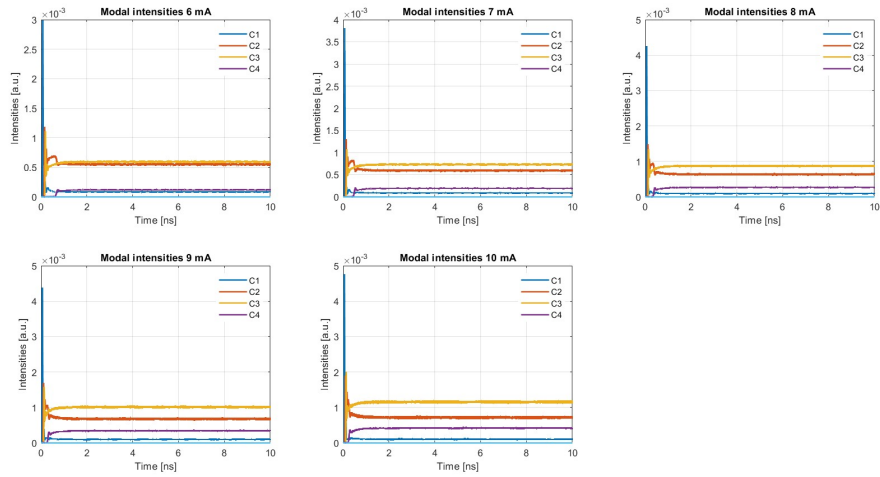 Modal intensities 6 mA
×10⁻³
Intensities [a.u.]
3
2.5
2
1.5
1
0.5
0
0 2 4 6 8 10
Time [ns]
C1
C2
C3
C4
Modal intensities 7 mA
×10⁻³
Intensities [a.u.]
4
3.5
3
2.5
2
1.5
1
0.5
0
0 2 4 6 8 10
Time [ns]
C1
C2
C3
C4
Modal intensities 8 mA
×10⁻³
Intensities [a.u.]
5
4
3
2
1
0
0 2 4 6 8 10
Time [ns]
C1
C2
C3
C4
Modal intensities 9 mA
×10⁻³
Intensities [a.u.]
5
4
3
2
1
0
0 2 4 6 8 10
Time [ns]
C1
C2
C3
C4
Modal intensities 10 mA
×10⁻³
Intensities [a.u.]
5
4
3
2
1
0
0 2 4 6 8 10
Time [ns]
C1
C2
C3
C4